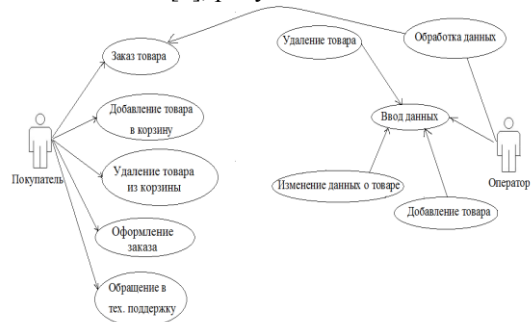 Заказ товара
Добавление товара
в корзину
Удаление товара
из корзины
Оформление
заказа
Обращение в
тех. поддержку
Покупатель
Удаление товара
Обработка данных
Ввод данных
Изменение данных о товаре
Добавление товара
Оператор